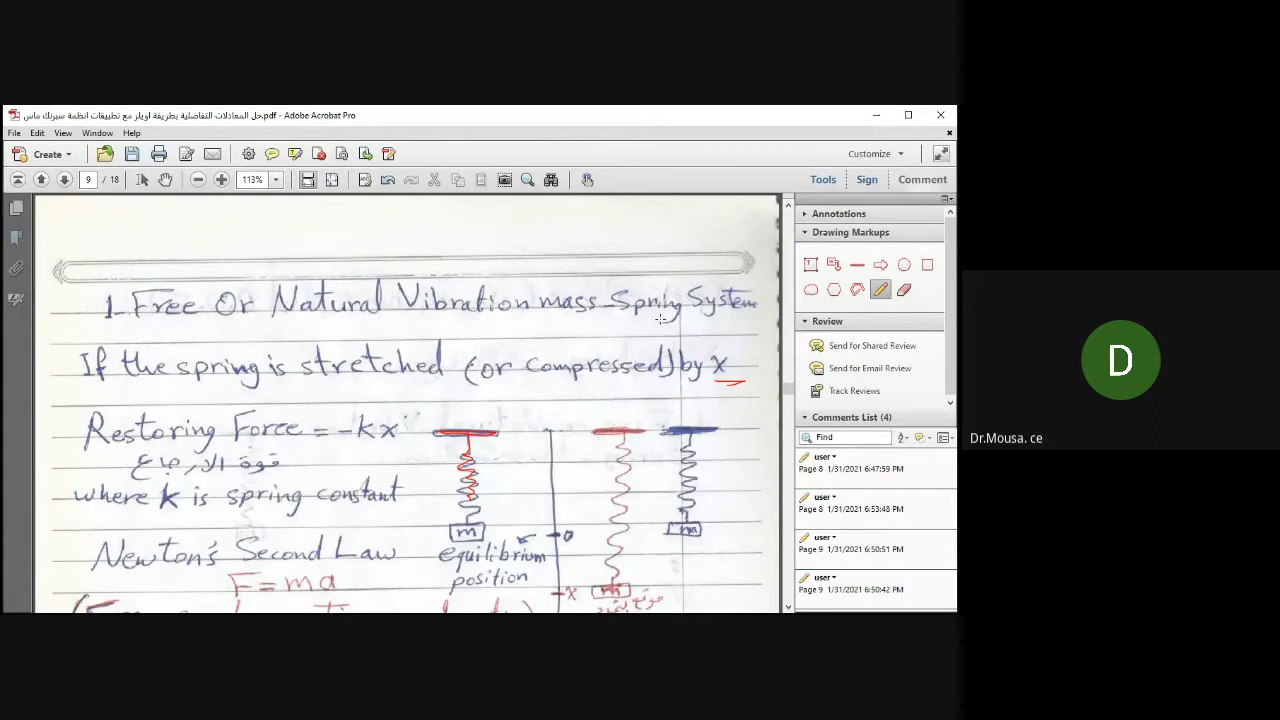 حل المعادلات التفاضلية بطريقة اويلر مع تطبيقات انظمة سبرنك ماس.pdf - Adobe Acrobat Pro
File Edit View Window Help
Create Customize
9 / 18 113% Tools Sign Comment
1- Free Or Natural Vibration mass-Spring System
If the spring is stretched (or compressed) by x
Restoring Force = -kx
قوة الارجاع
where k is spring constant
m
m
Newton's Second Law
equilibrium
position
0
F=ma
x
m
Annotations
Drawing Markups
T
Review
Send for Shared Review
Send for Email Review
Track Reviews
Comments List (4)
Find
user
Page 8 1/31/2021 6:47:59 PM
user
Page 8 1/31/2021 6:53:48 PM
user
Page 9 1/31/2021 6:50:51 PM
user
Page 9 1/31/2021 6:50:42 PM
D
Dr.Mousa. ce